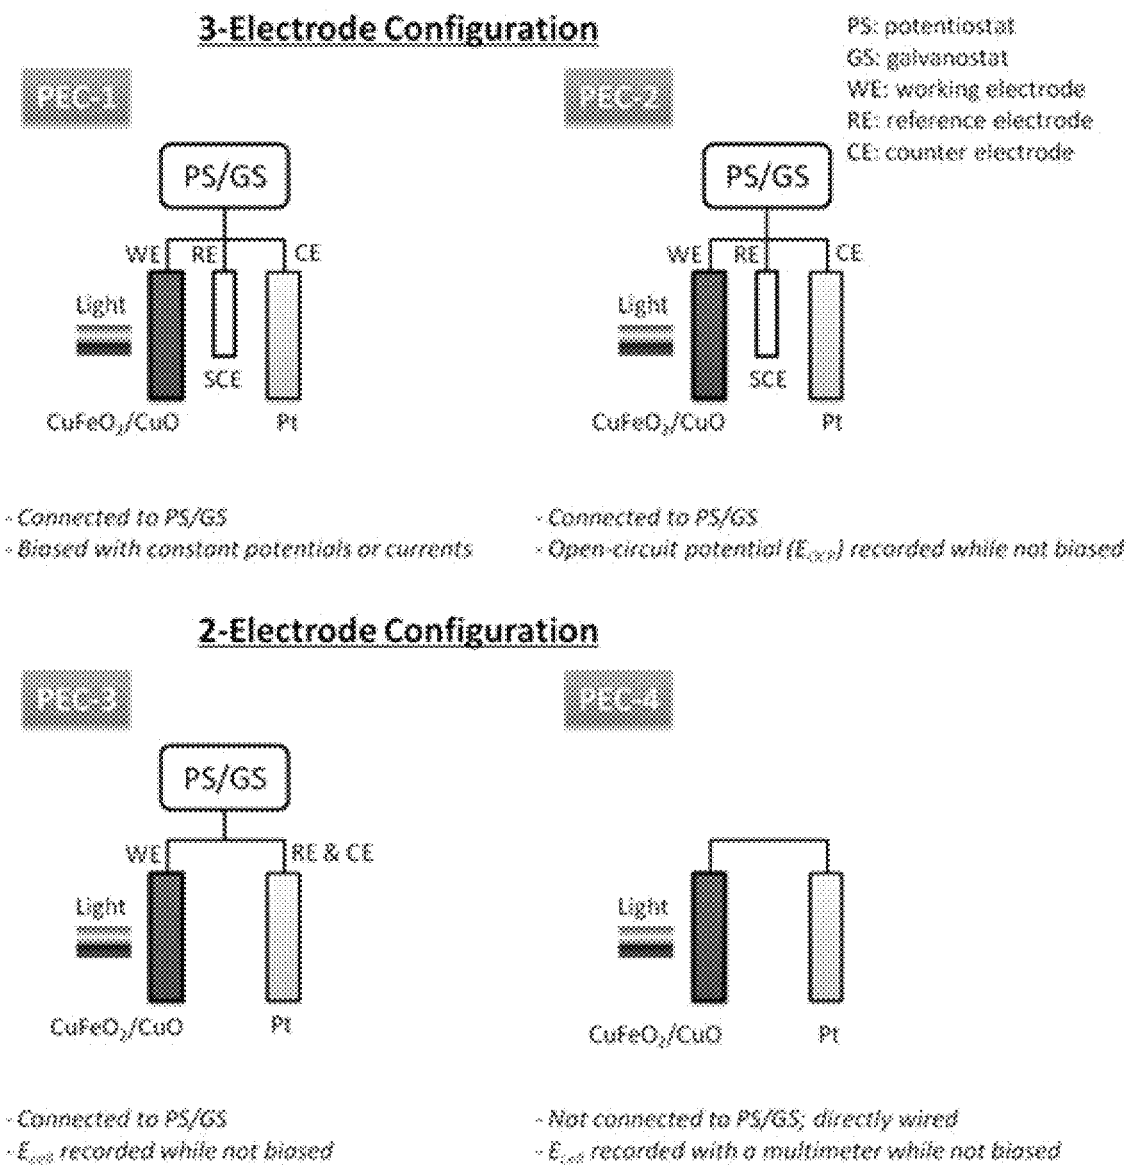 3-Electrode Configuration
PS: potentiostat
GS: galvanostat
WE: working electrode
RE: reference electrode
CE: counter electrode
PEC-1
PS/GS
WE RE CE
Light
SCE
CuFeO₂/CuO Pt
- Connected to PS/GS
- Biased with constant potentials or currents
PEC-2
PS/GS
WE RE CE
Light
SCE
CuFeO₂/CuO Pt
- Connected to PS/GS
- Open-circuit potential (E_OCP) recorded while not biased
2-Electrode Configuration
PEC-3
PS/GS
WE RE & CE
Light
CuFeO₂/CuO Pt
- Connected to PS/GS
- E_cell recorded while not biased
PEC-4
Light
CuFeO₂/CuO Pt
- Not connected to PS/GS; directly wired
- E_cell recorded with a multimeter while not biased